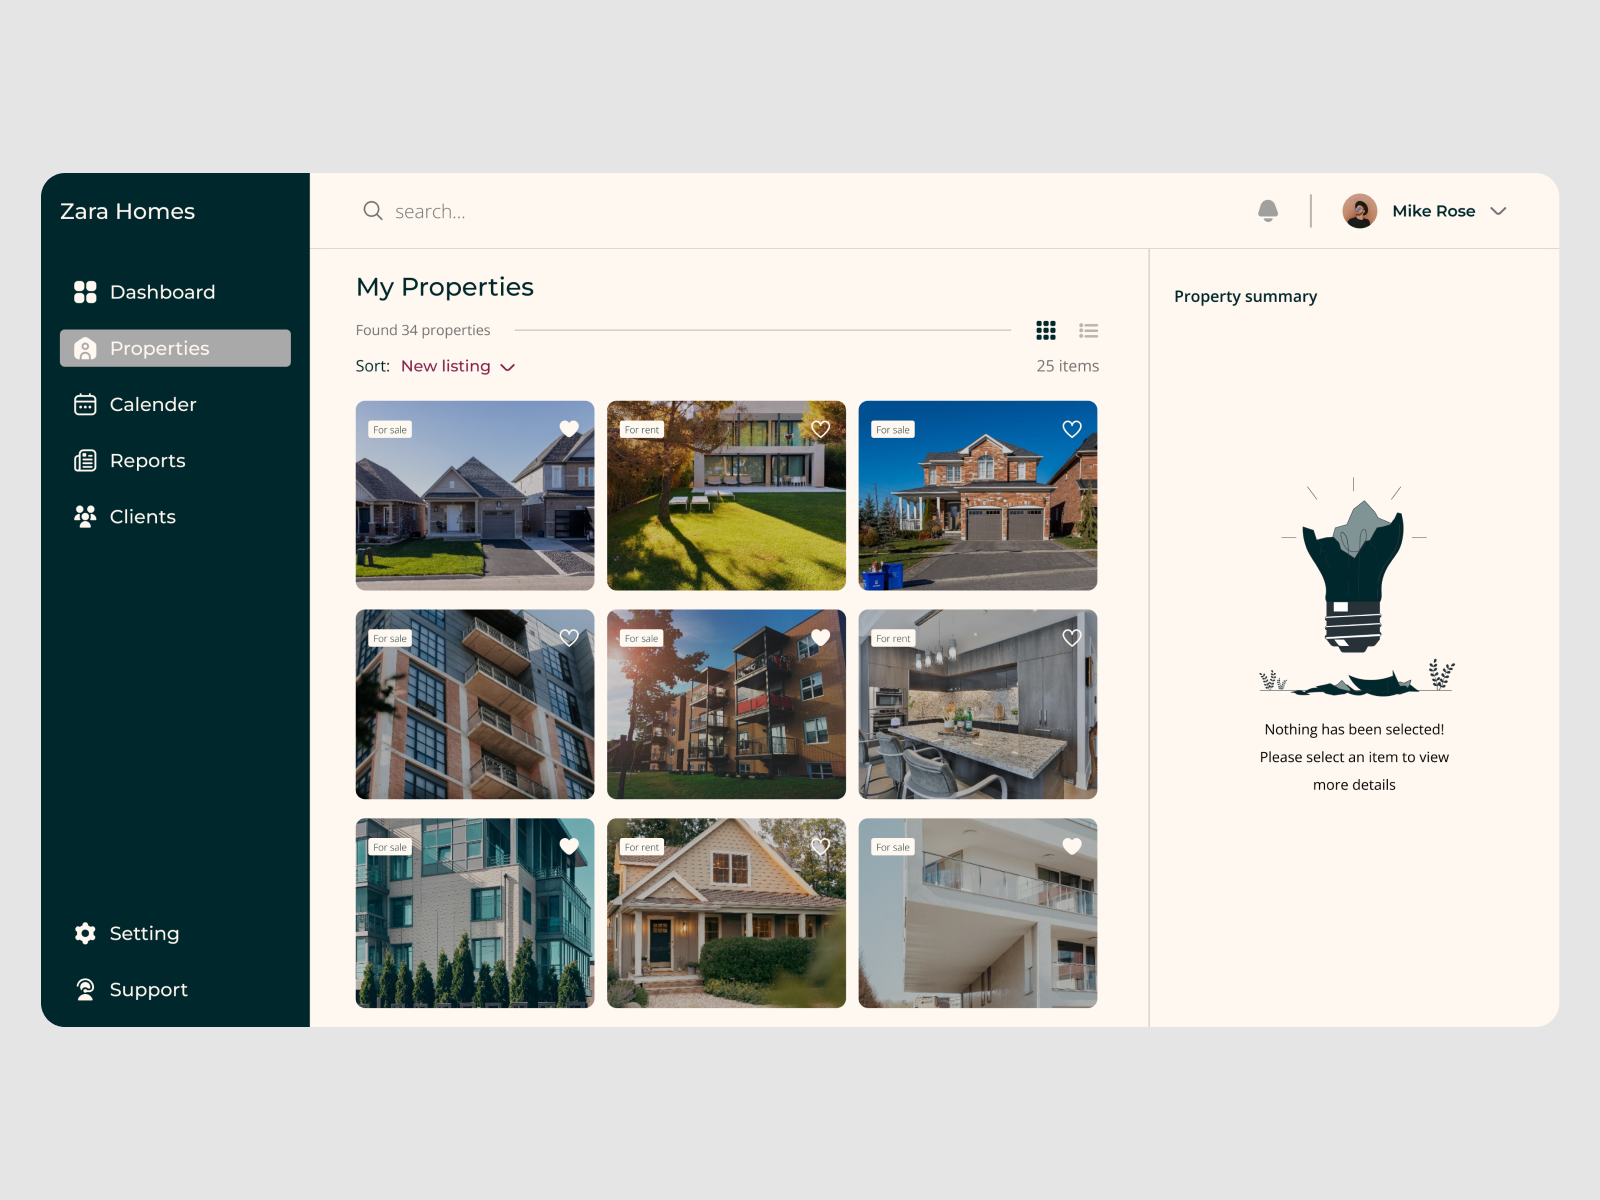 Zara Homes
Dashboard
Properties
Calender
Reports
Clients
Setting
Support
search...
Mike Rose
My Properties
Found 34 properties
Sort: New listing
25 items
For sale
For rent
For sale
For sale
For sale
For rent
For sale
For rent
For sale
Property summary
Nothing has been selected!
Please select an item to view
more details